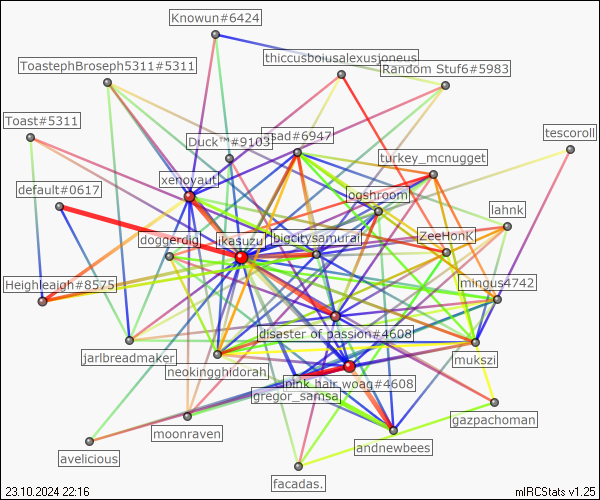 Knowun#6424
thiccusboiusalexusjoneus
ToastephBroseph5311#5311
Random Stuf6#5983
Toast#5311
Duck™#9103
sad#6947
tescoroll
turkey_mcnugget
xenoyaut
default#0617
ogshroom
lahnk
doggerdig
ikasuzu
bigcitysamurai
ZeeHonK
Heighleaigh#8575
mingus4742
disaster of passion#4608
jarlbreadmaker
mukszi
neokingghidorah
pink hair woag#4608
gregor_samsa
gazpachoman
moonraven
andnewbees
avelicious
facadas.
23.10.2024 22:16
mIRCStats v1.25